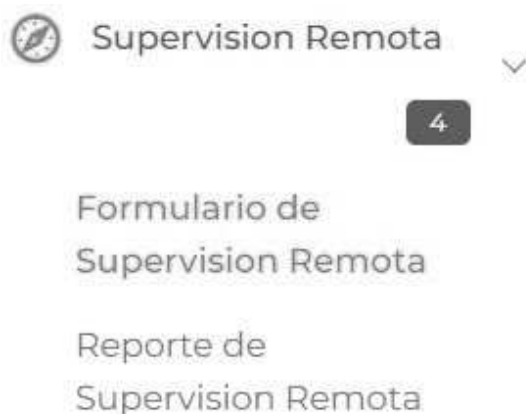 Supervision Remota
4
Formulario de
Supervision Remota
Reporte de
Supervision Remota